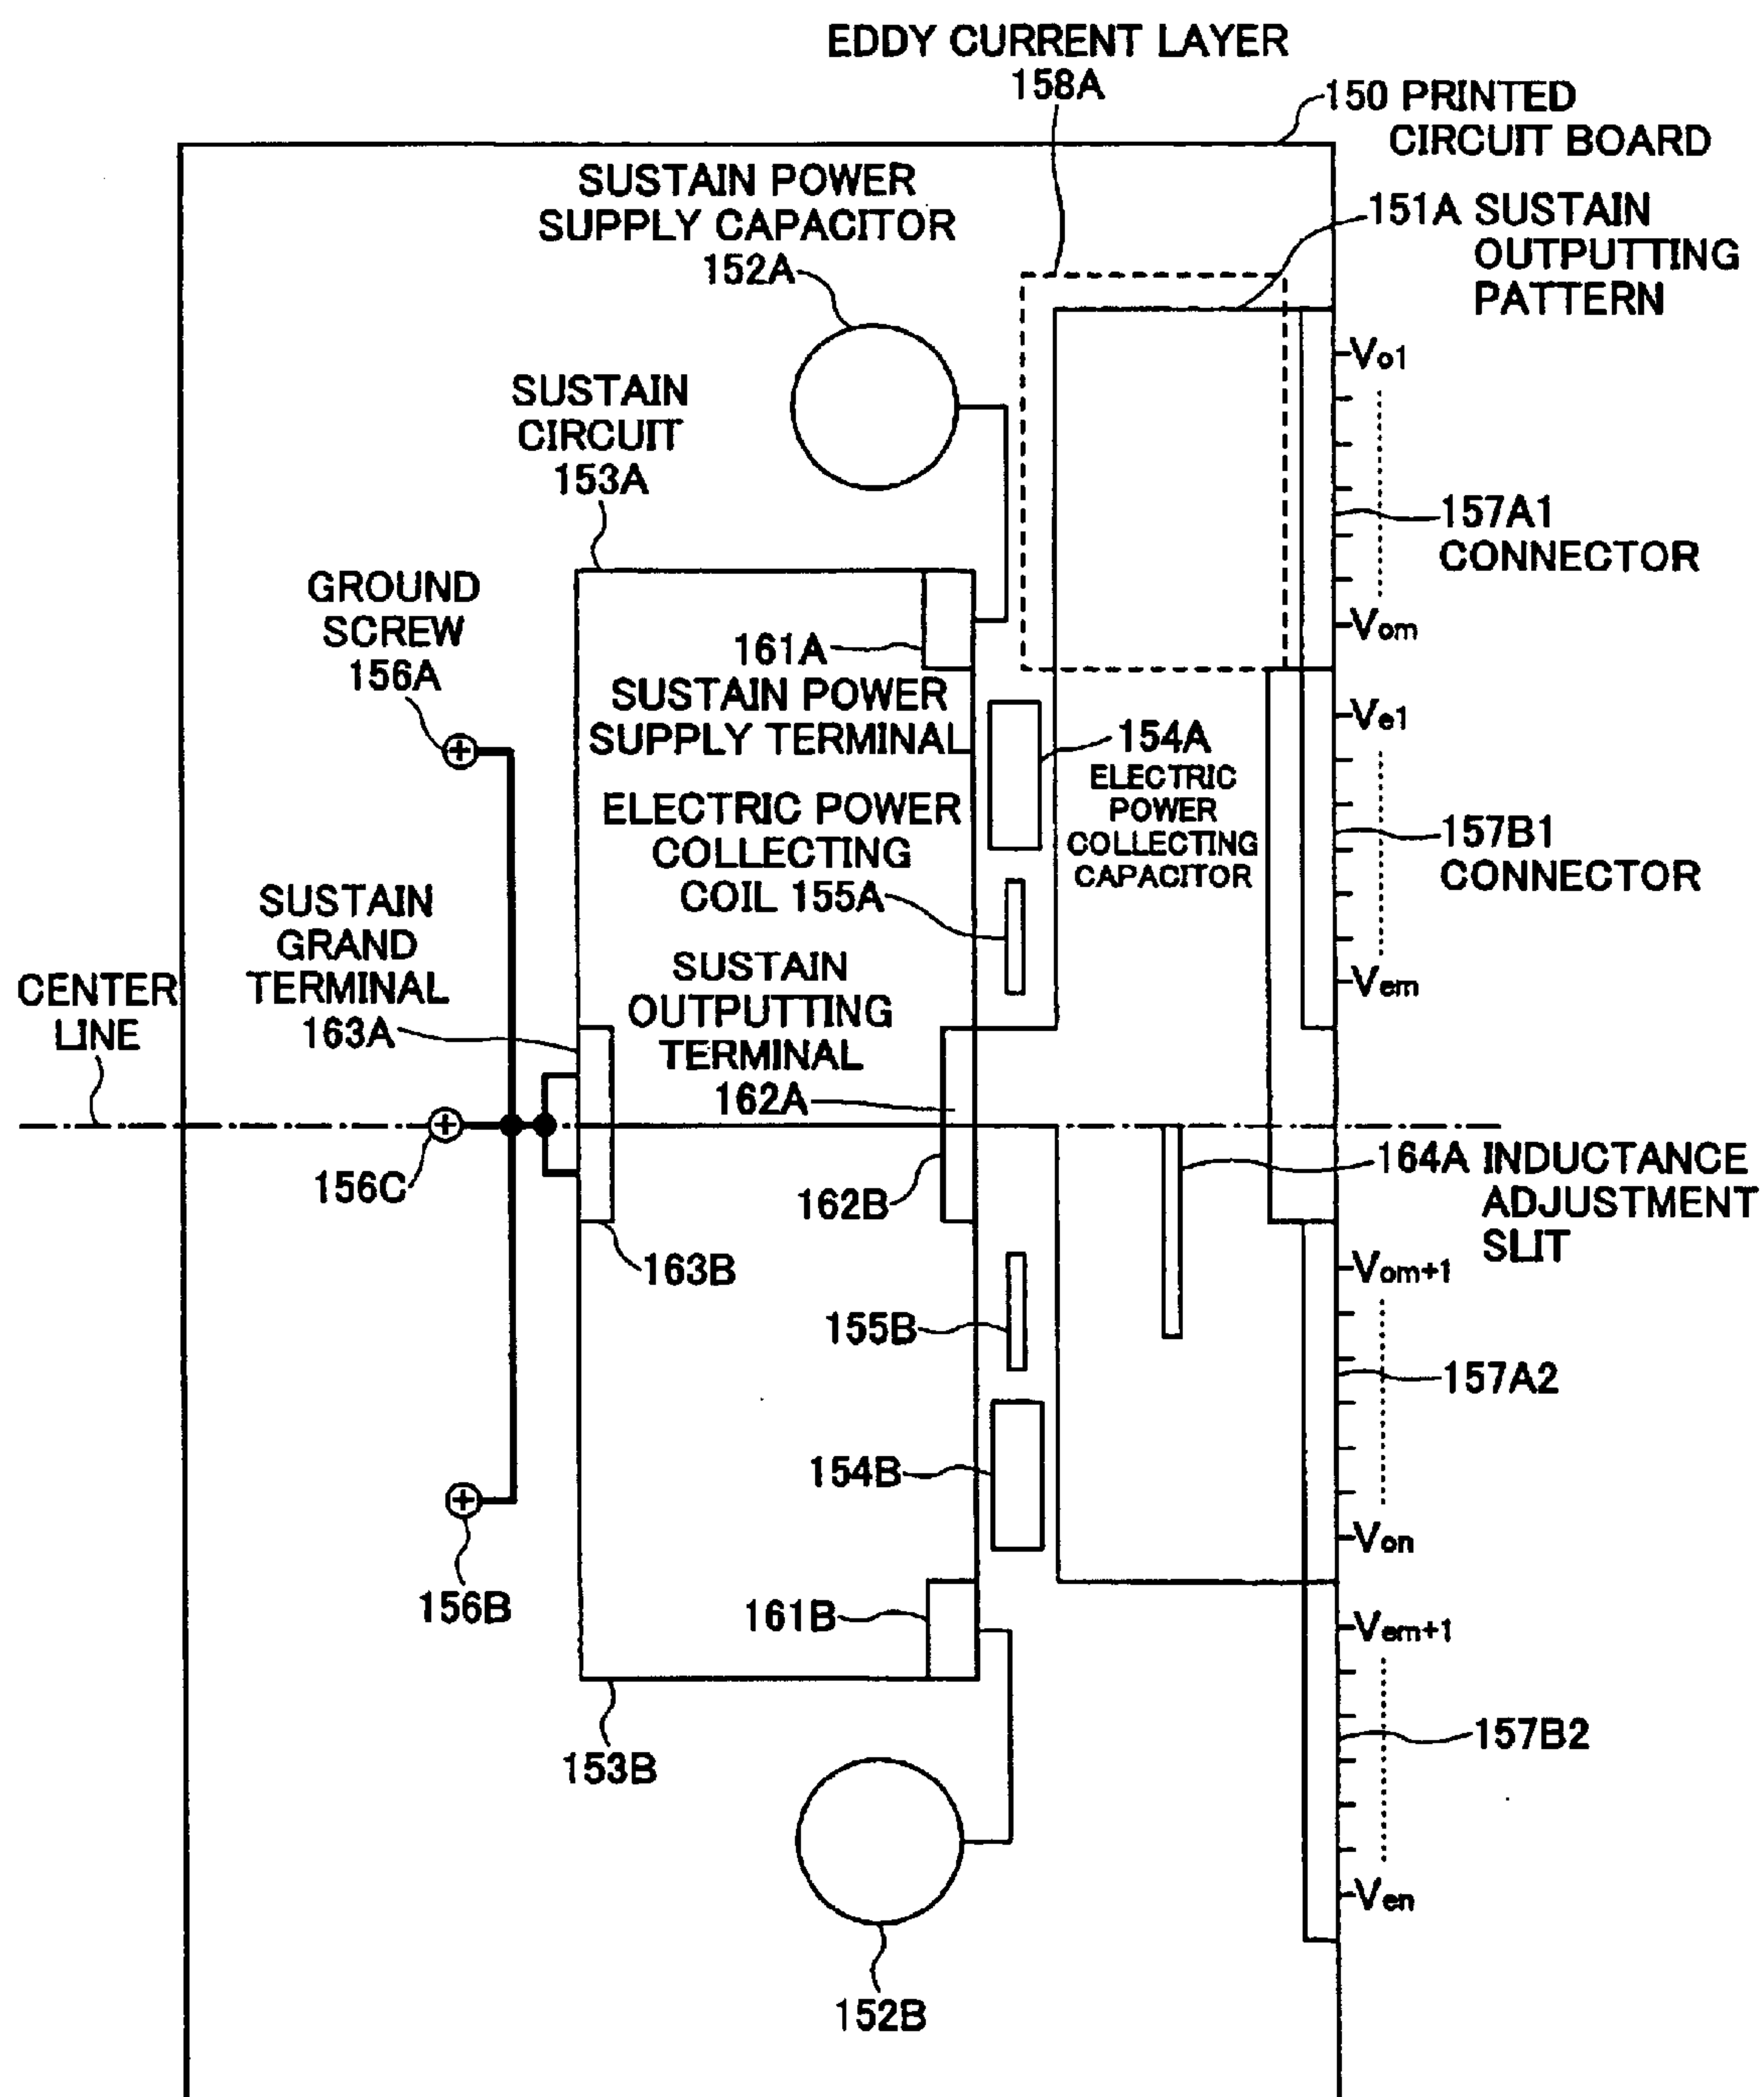 EDDY CURRENT LAYER
158A
150 PRINTED
CIRCUIT BOARD
SUSTAIN POWER
SUPPLY CAPACITOR
152A
151A SUSTAIN
OUTPUTTING
PATTERN
Vo1
SUSTAIN
CIRCUIT
153A
157A1
CONNECTOR
GROUND
SCREW
156A
Vom
161A
SUSTAIN POWER
SUPPLY TERMINAL
Ve1
154A
ELECTRIC
POWER
COLLECTING
CAPACITOR
ELECTRIC POWER
COLLECTING
COIL 155A
157B1
CONNECTOR
SUSTAIN
GRAND
TERMINAL
163A
SUSTAIN
OUTPUTTING
TERMINAL
162A
Vem
CENTER
LINE
156C
162B
164A INDUCTANCE
ADJUSTMENT
SLIT
163B
Vom+1
155B
157A2
154B
Von
156B
161B
Vem+1
153B
157B2
Ven
152B